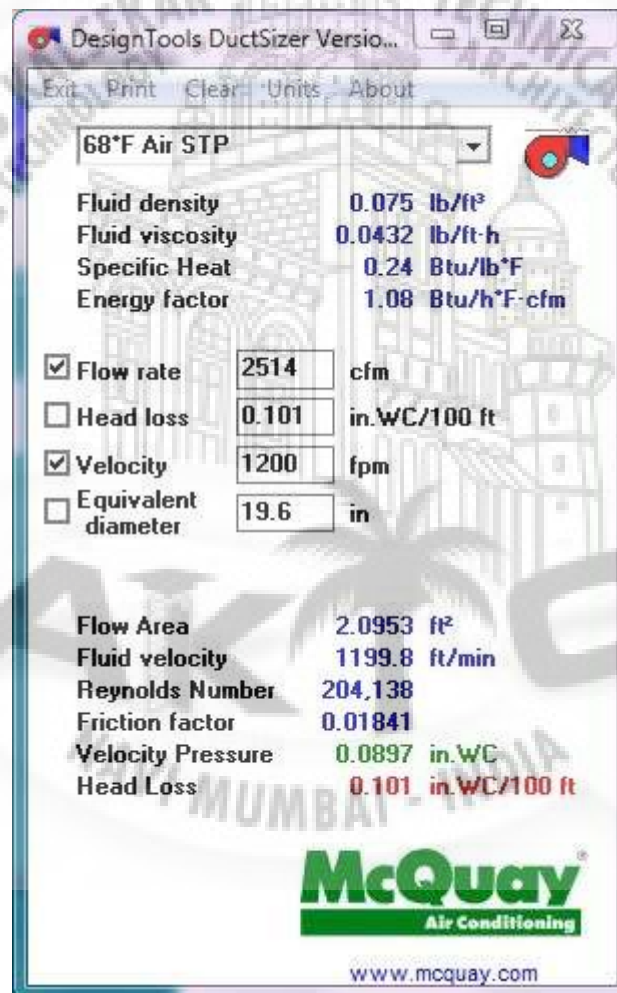 DesignTools DuctSizer Versio...
Exit Print Clear Units About
68°F Air STP
Fluid density 0.075 lb/ft³
Fluid viscosity 0.0432 lb/ft·h
Specific Heat 0.24 Btu/lb°F
Energy factor 1.08 Btu/h°F·cfm
Flow rate 2514 cfm
Head loss 0.101 in.WC/100 ft
Velocity 1200 fpm
Equivalent
diameter 19.6 in
Flow Area 2.0953 ft²
Fluid velocity 1199.8 ft/min
Reynolds Number 204,138
Friction factor 0.01841
Velocity Pressure 0.0897 in.WC
Head Loss 0.101 in.WC/100 ft
NAVI MUMBAI - INDIA
McQuay®
Air Conditioning
www.mcquay.com